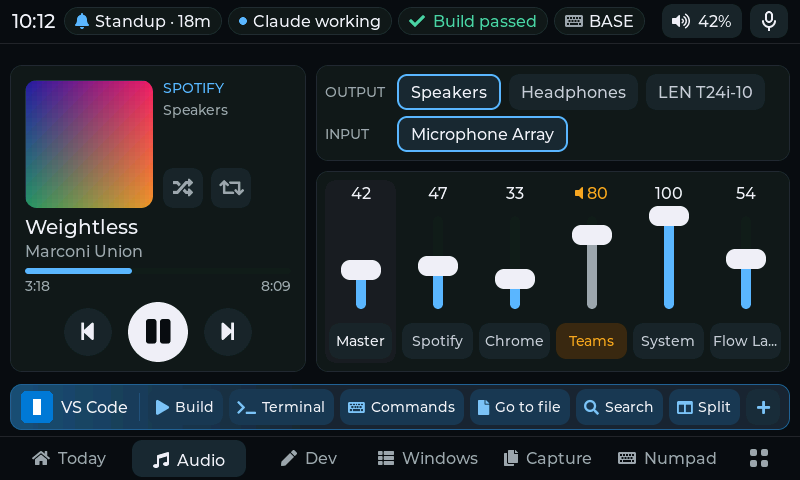 10:12 Standup · 18m Claude working Build passed BASE 42%
SPOTIFY
Speakers
Weightless
Marconi Union
3:18 8:09
OUTPUT Speakers Headphones LEN T24i-10
INPUT Microphone Array
42 47 33 80 100 54
Master Spotify Chrome Teams System Flow La...
VS Code Build Terminal Commands Go to file Search Split +
Today Audio Dev Windows Capture Numpad